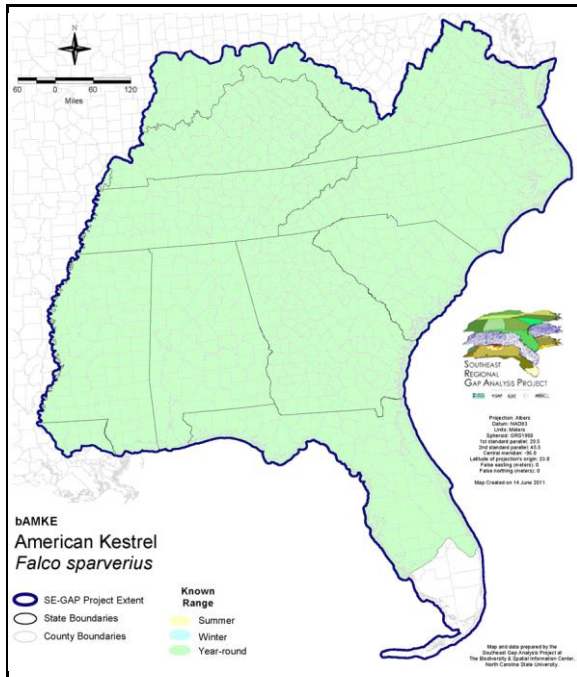 N
60 0 60 120
Miles
SOUTHEAST
REGIONAL
GAP ANALYSIS PROJECT
Projection: Albers
Datum: NAD83
Units: Meters
Spheroid: GRS1980
1st standard parallel: 29.5
2nd standard parallel: 45.5
Central meridian: -96.0
Latitude of projection's origin: 23.0
False easting (meters): 0
False northing (meters): 0
Map Created on 14 June 2011
bAMKE
American Kestrel
Falco sparverius
SE-GAP Project Extent
State Boundaries
County Boundaries
Known
Range
Summer
Winter
Year-round
Map and data prepared by the
Southeast Gap Analysis Project at
The Biodiversity & Spatial Information Center,
North Carolina State University.